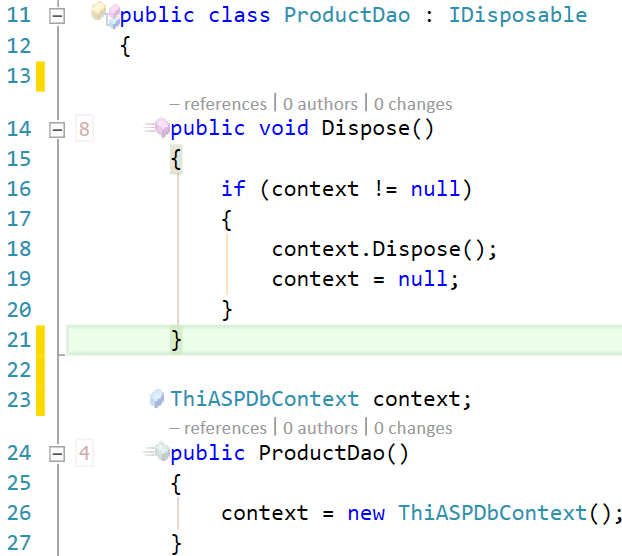 11 public class ProductDao : IDisposable
12 {
13
– references | 0 authors | 0 changes
14 8 public void Dispose()
15 {
16 if (context != null)
17 {
18 context.Dispose();
19 context = null;
20 }
21 }
22
23 ThiASPDbContext context;
– references | 0 authors | 0 changes
24 4 public ProductDao()
25 {
26 context = new ThiASPDbContext();
27 }